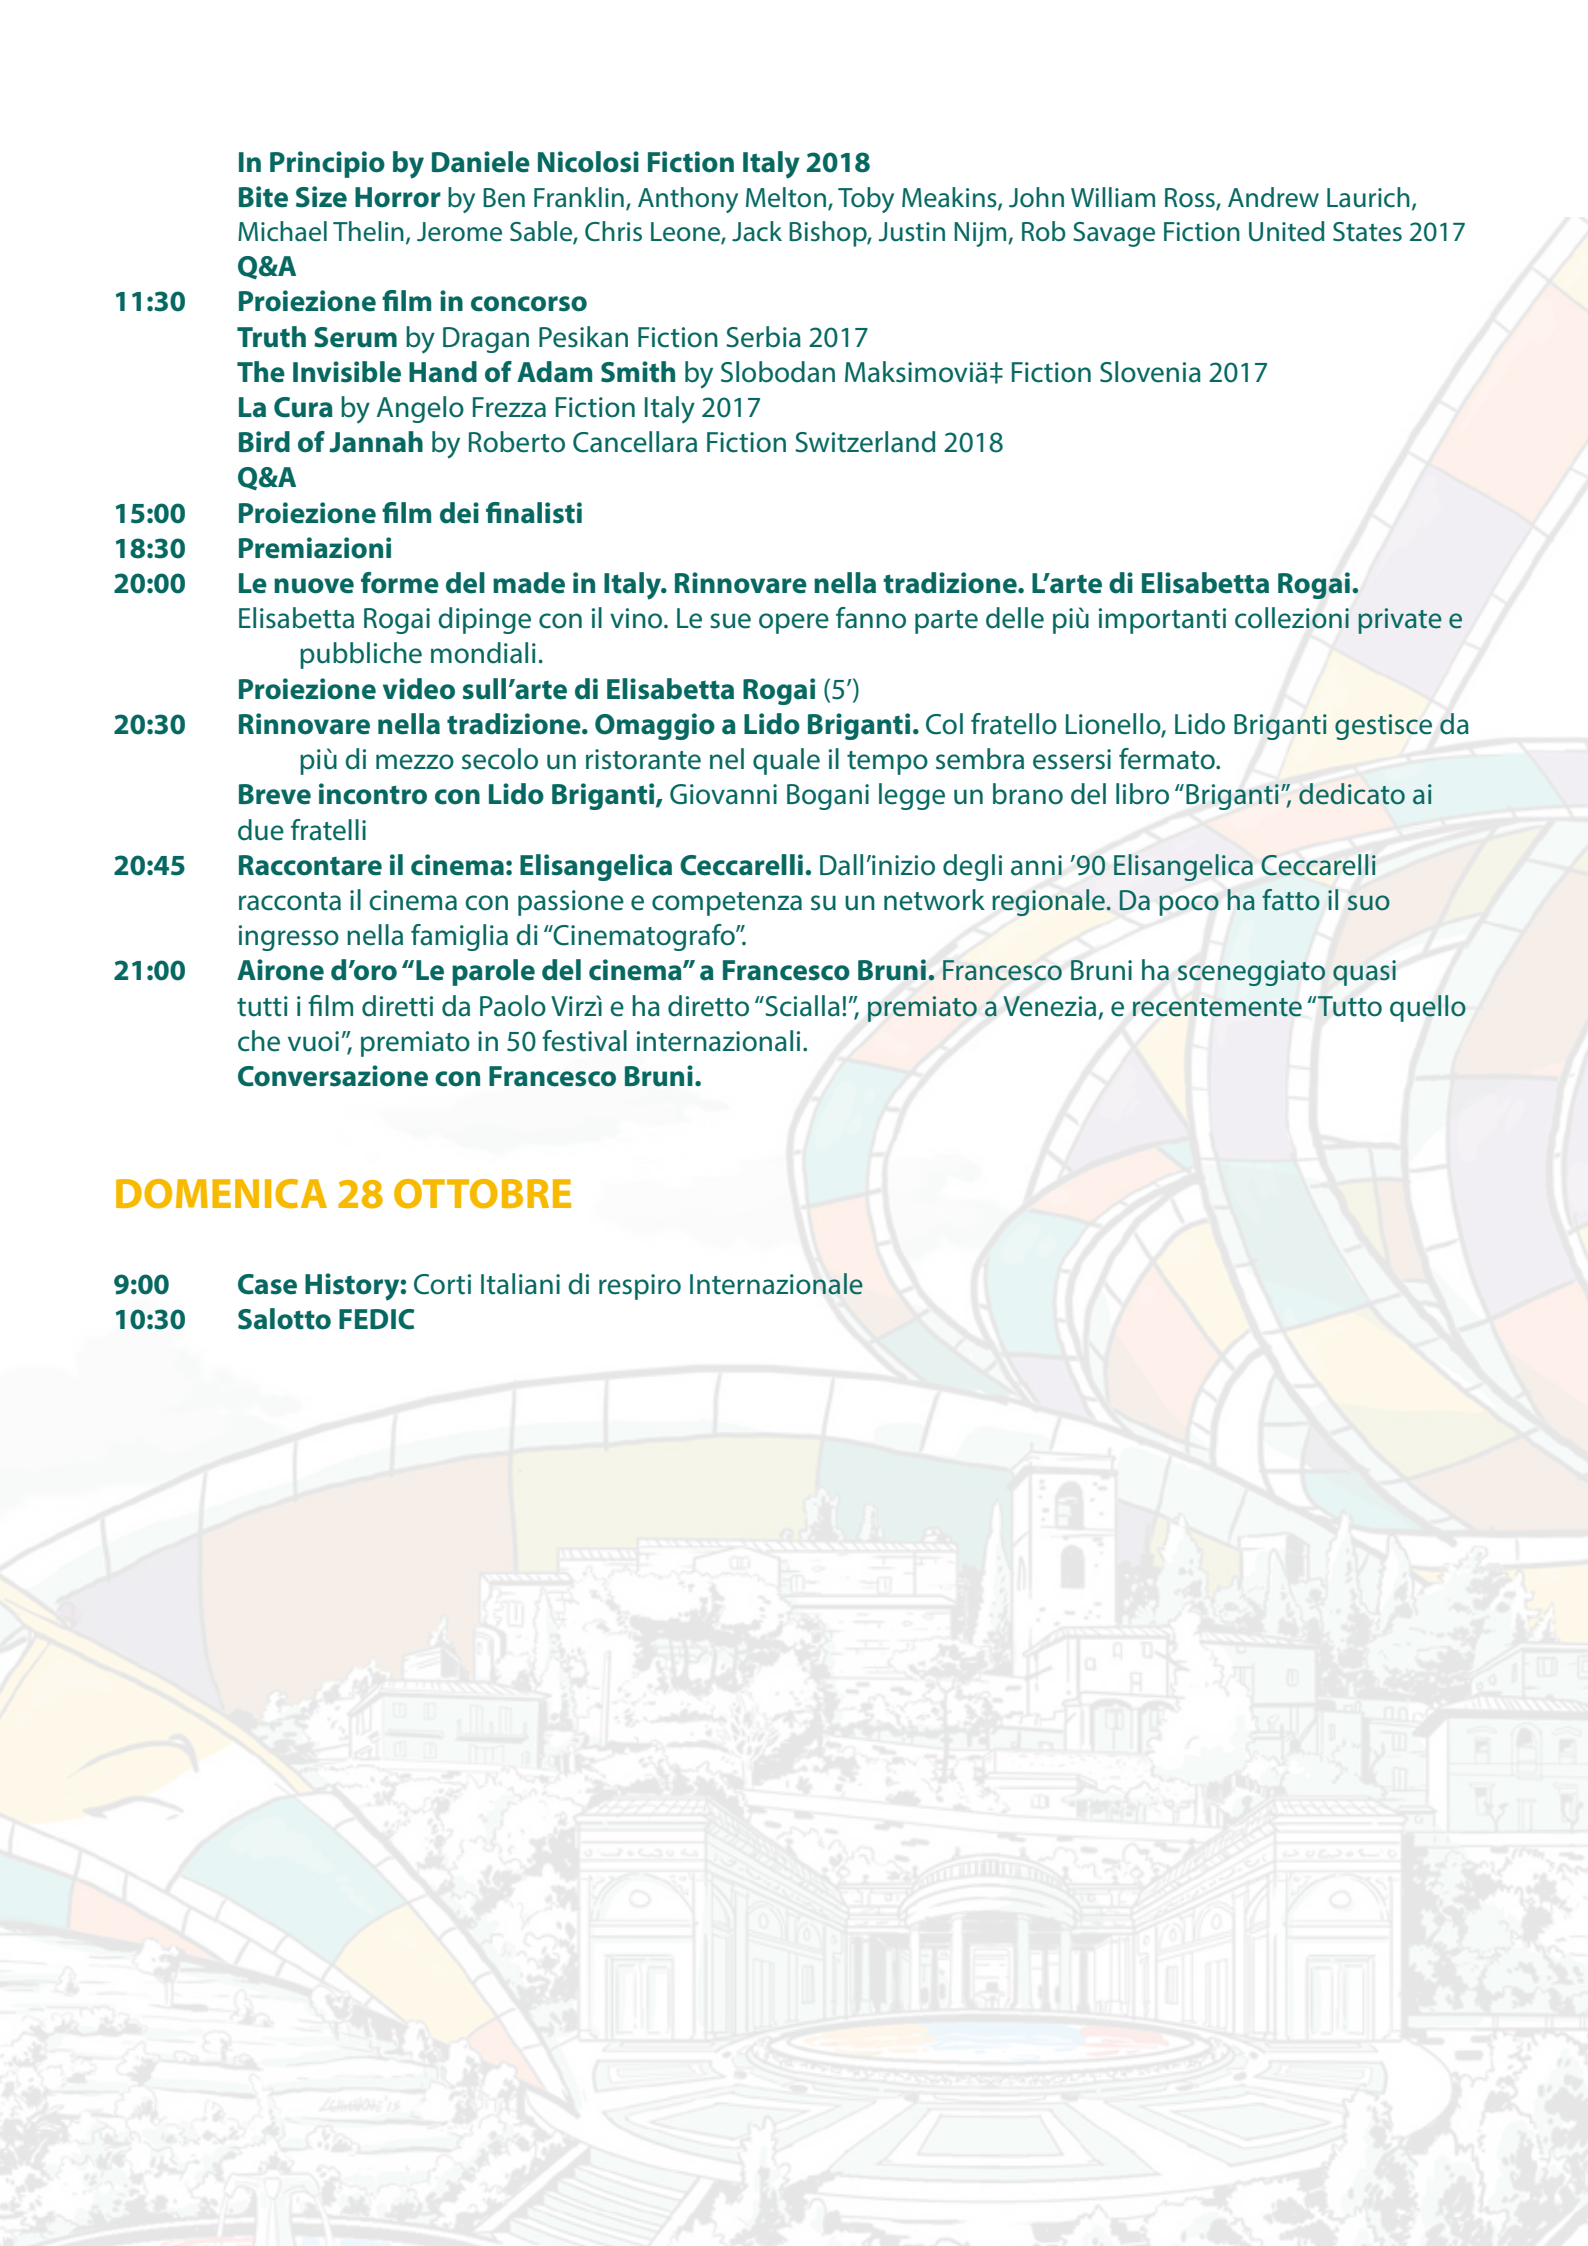 In Principio by Daniele Nicolosi Fiction Italy 2018
Bite Size Horror by Ben Franklin, Anthony Melton, Toby Meakins, John William Ross, Andrew Laurich,
Michael Thelin, Jerome Sable, Chris Leone, Jack Bishop, Justin Nijm, Rob Savage Fiction United States 2017
Q&A
11:30 Proiezione film in concorso
Truth Serum by Dragan Pesikan Fiction Serbia 2017
The Invisible Hand of Adam Smith by Slobodan Maksimoviä‡ Fiction Slovenia 2017
La Cura by Angelo Frezza Fiction Italy 2017
Bird of Jannah by Roberto Cancellara Fiction Switzerland 2018
Q&A
15:00 Proiezione film dei finalisti
18:30 Premiazioni
20:00 Le nuove forme del made in Italy. Rinnovare nella tradizione. L’arte di Elisabetta Rogai.
Elisabetta Rogai dipinge con il vino. Le sue opere fanno parte delle più importanti collezioni private e
pubbliche mondiali.
Proiezione video sull’arte di Elisabetta Rogai (5’)
20:30 Rinnovare nella tradizione. Omaggio a Lido Briganti. Col fratello Lionello, Lido Briganti gestisce da
più di mezzo secolo un ristorante nel quale il tempo sembra essersi fermato.
Breve incontro con Lido Briganti, Giovanni Bogani legge un brano del libro “Briganti”, dedicato ai
due fratelli
20:45 Raccontare il cinema: Elisangelica Ceccarelli. Dall’inizio degli anni ’90 Elisangelica Ceccarelli
racconta il cinema con passione e competenza su un network regionale. Da poco ha fatto il suo
ingresso nella famiglia di “Cinematografo”.
21:00 Airone d’oro “Le parole del cinema” a Francesco Bruni. Francesco Bruni ha sceneggiato quasi
tutti i film diretti da Paolo Virzì e ha diretto “Scialla!”, premiato a Venezia, e recentemente “Tutto quello
che vuoi”, premiato in 50 festival internazionali.
Conversazione con Francesco Bruni.
DOMENICA 28 OTTOBRE
9:00 Case History: Corti Italiani di respiro Internazionale
10:30 Salotto FEDIC